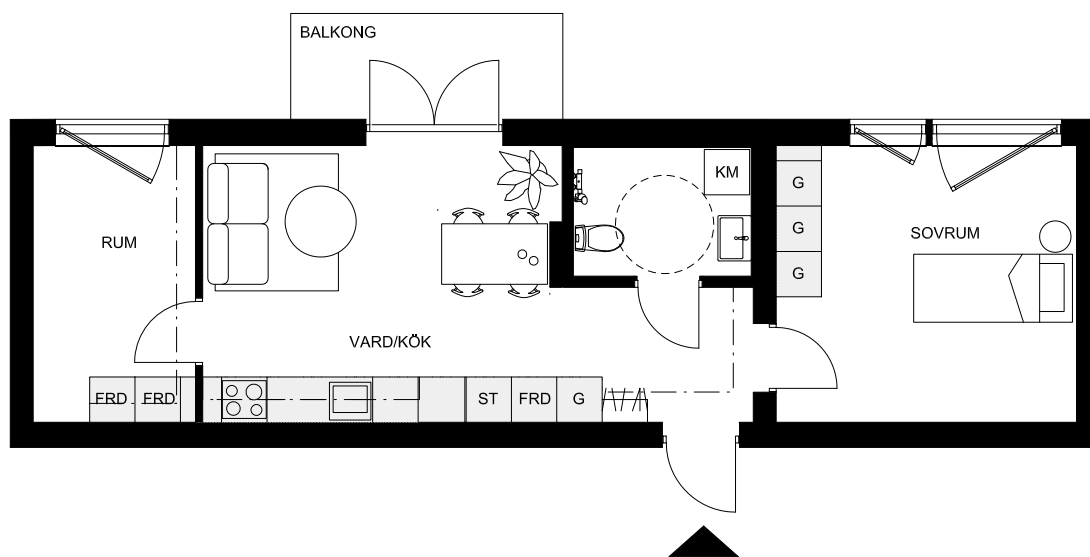 BALKONG
KM
G
G
G
RUM
SOVRUM
VARD/KÖK
FRD FRD ST FRD G